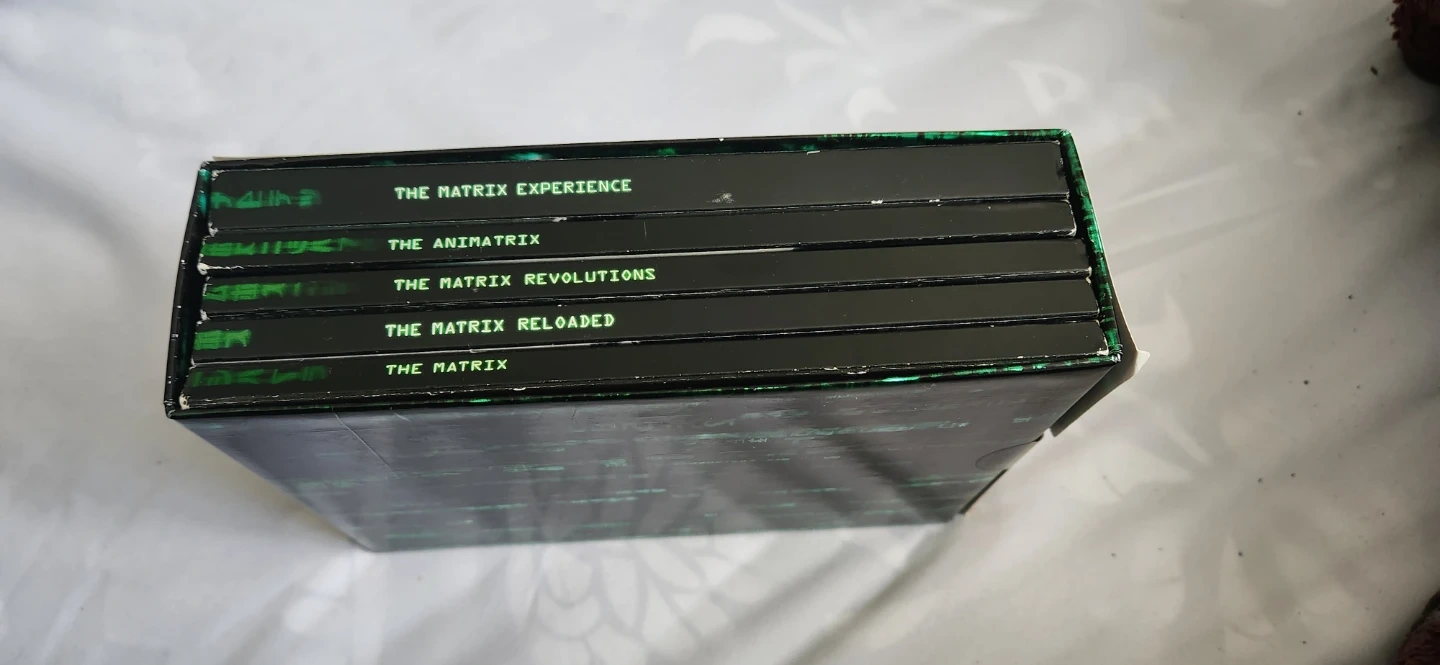 THE MATRIX EXPERIENCE
THE ANIMATRIX
THE MATRIX REVOLUTIONS
THE MATRIX RELOADED
THE MATRIX